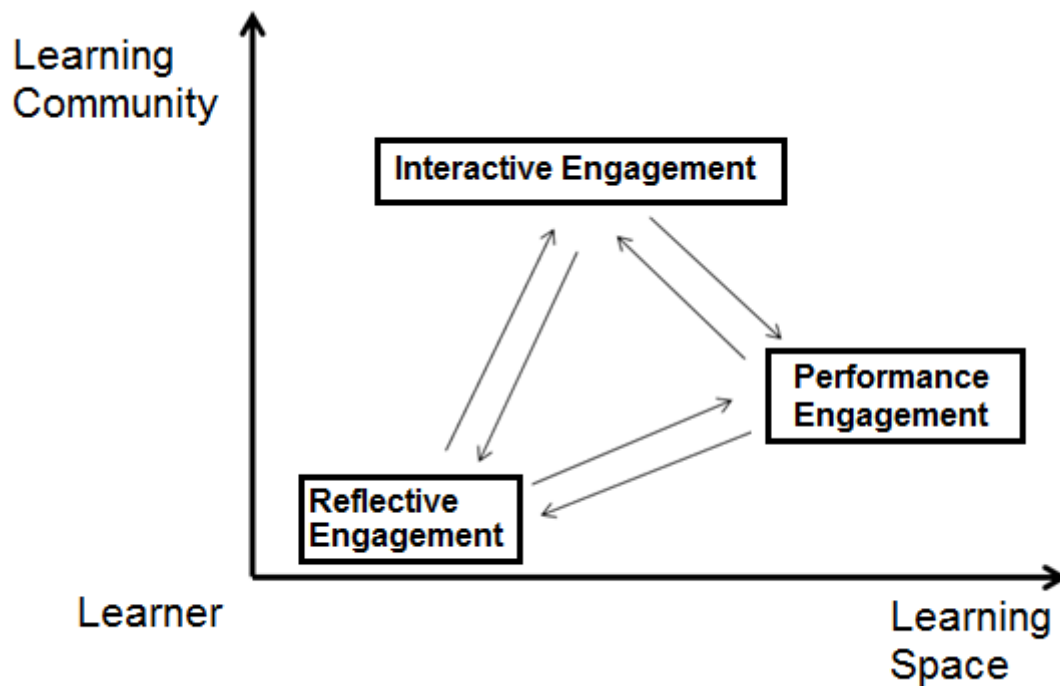 Learning
Community
Interactive Engagement
Performance
Engagement
Reflective
Engagement
Learner
Learning
Space